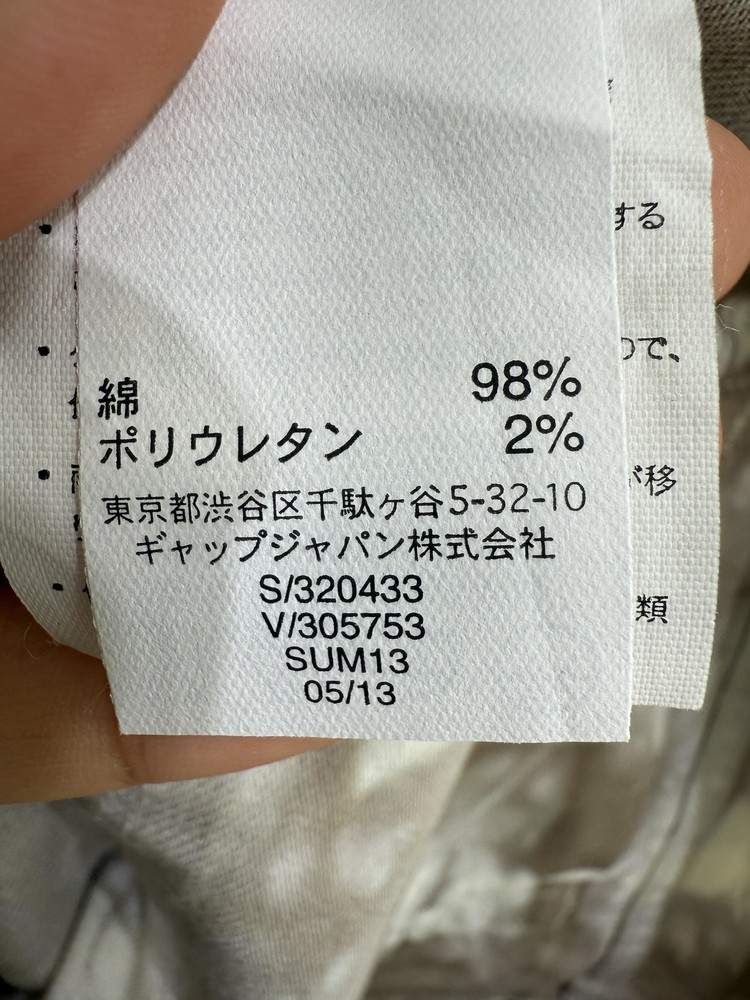 綿 98%
ポリウレタン 2%
東京都渋谷区千駄ヶ谷5-32-10
ギャップジャパン株式会社
S/320433
V/305753
SUM13
05/13
する
ので、
が移
類